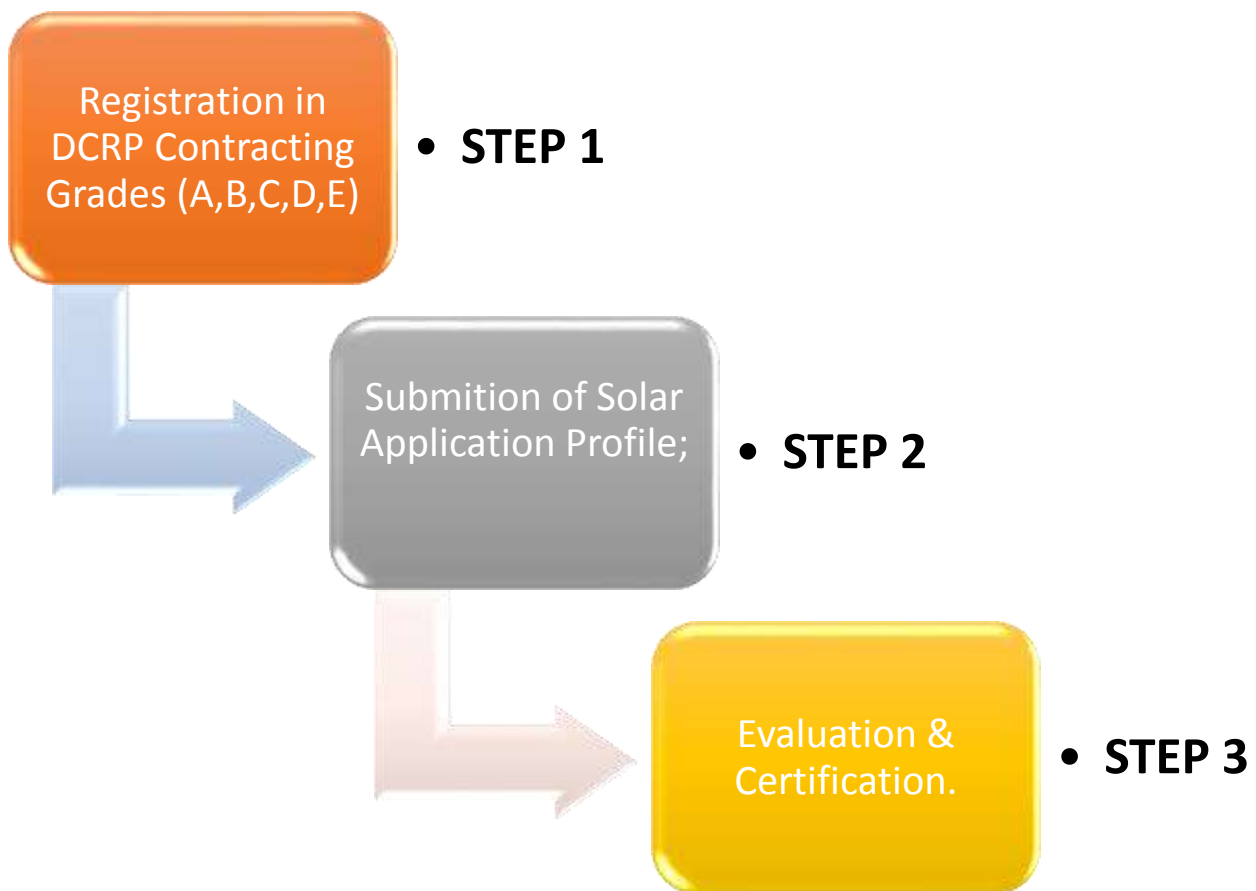 Registration in
DCRP Contracting
Grades (A,B,C,D,E)
• STEP 1
Submition of Solar
Application Profile;
• STEP 2
Evaluation &
Certification.
• STEP 3